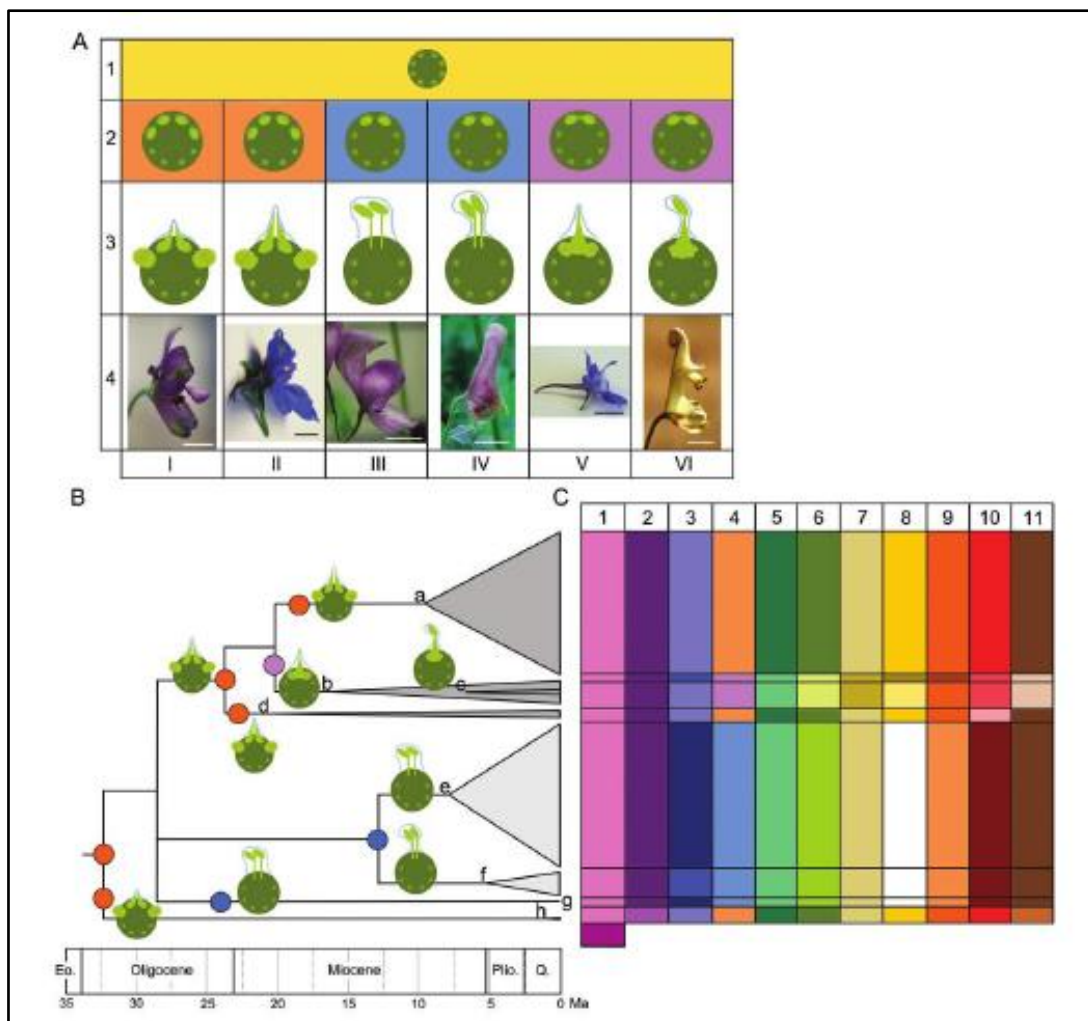 A
1
2
3
4
I II III IV V VI
B
a
b
c
d
e
f
g
h
Eo. Oligocene Miocene Plio. Q.
35 30 25 20 15 10 5 0 Ma
C
1 2 3 4 5 6 7 8 9 10 11